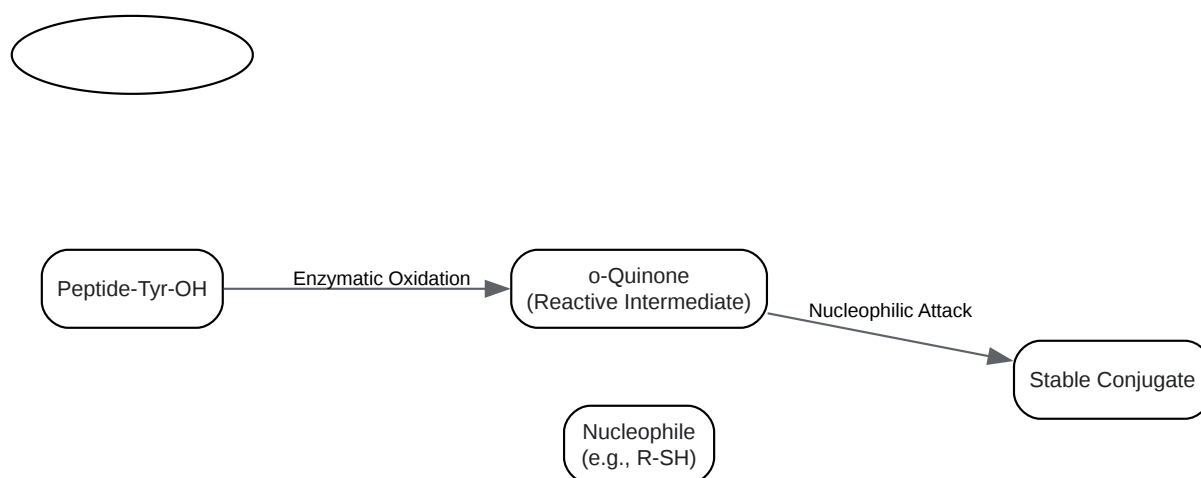 Peptide-Tyr-OH
Enzymatic Oxidation
o-Quinone
(Reactive Intermediate)
Nucleophilic Attack
Stable Conjugate
Nucleophile
(e.g., R-SH)